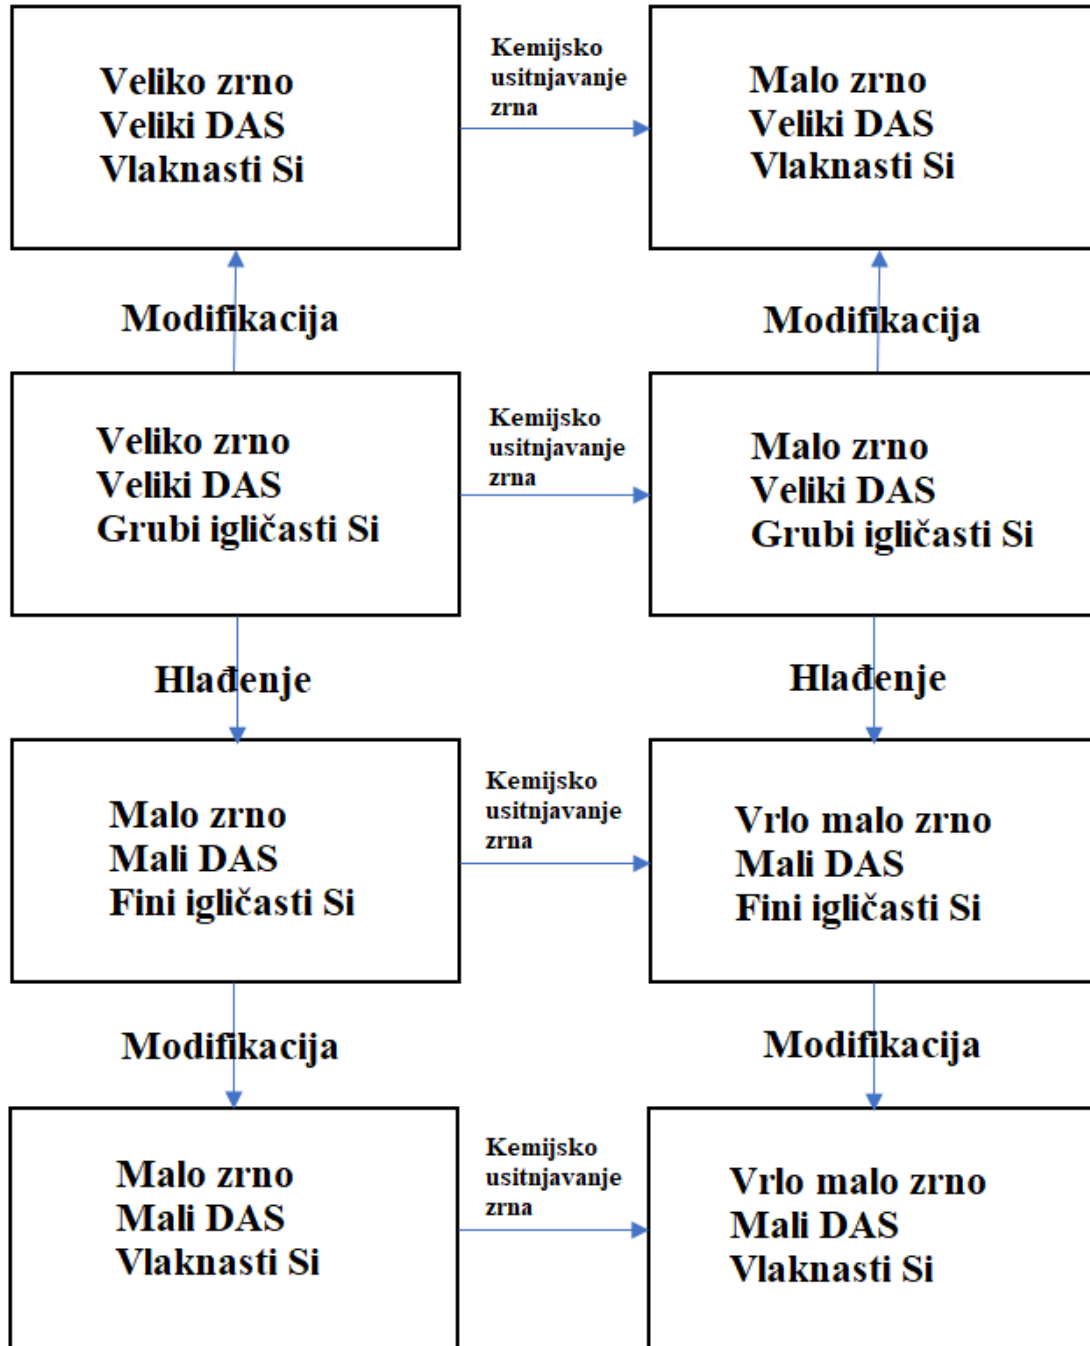 Veliko zrno
Veliki DAS
Vlaknasti Si
Kemijsko
usitnjavanje
zrna
Malo zrno
Veliki DAS
Vlaknasti Si
Modifikacija
Modifikacija
Veliko zrno
Veliki DAS
Grubi igličasti Si
Kemijsko
usitnjavanje
zrna
Malo zrno
Veliki DAS
Grubi igličasti Si
Hlađenje
Hlađenje
Malo zrno
Mali DAS
Fini igličasti Si
Kemijsko
usitnjavanje
zrna
Vrlo malo zrno
Mali DAS
Fini igličasti Si
Modifikacija
Modifikacija
Malo zrno
Mali DAS
Vlaknasti Si
Kemijsko
usitnjavanje
zrna
Vrlo malo zrno
Mali DAS
Vlaknasti Si